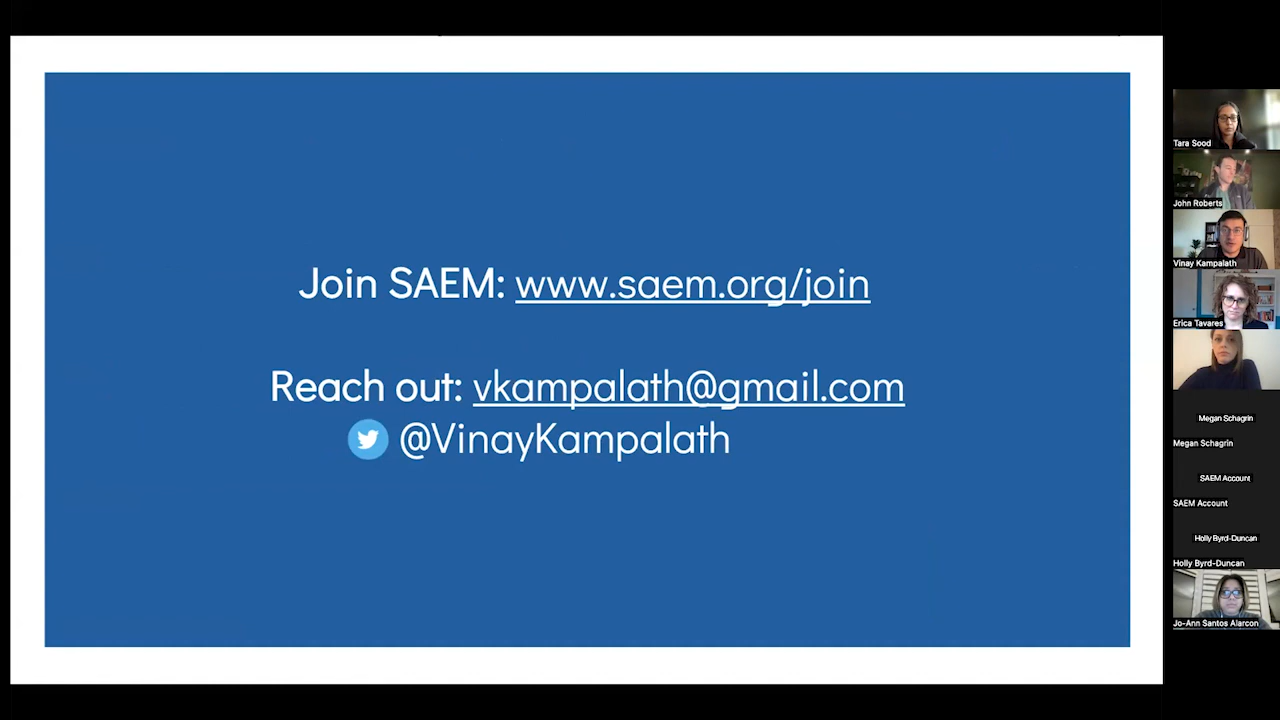 Join SAEM: www.saem.org/join
Reach out: vkampalath@gmail.com
@VinayKampalath
Tara Sood
John Roberts
Vinay Kampalath
Erica Tavares
Megan Schagrin
Megan Schagrin
SAEM Account
SAEM Account
Holly Byrd-Duncan
Holly Byrd-Duncan
Jo-Ann Santos Alarcon